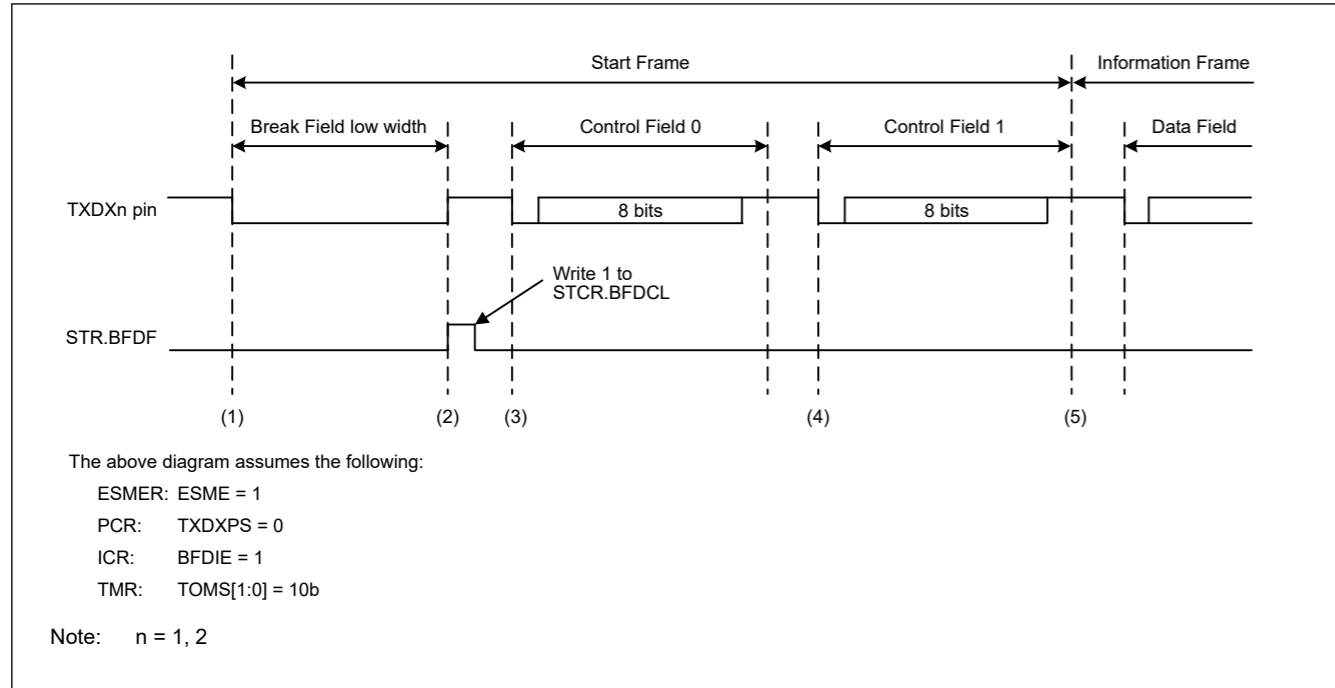 Start Frame
Information Frame
Break Field low width
Control Field 0
Control Field 1
Data Field
TXDXn pin
8 bits
8 bits
Write 1 to
STCR.BFDCL
STR.BFDF
(1)
(2)
(3)
(4)
(5)
The above diagram assumes the following:
ESMER: ESME = 1
PCR: TXDXPS = 0
ICR: BFDIE = 1
TMR: TOMS[1:0] = 10b
Note: n = 1, 2